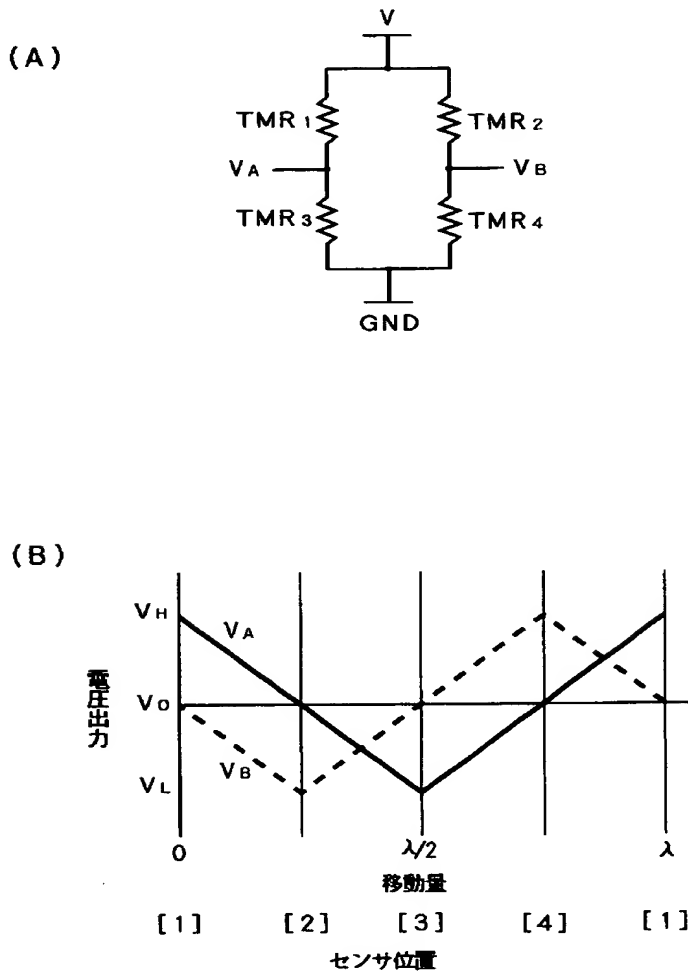 (A)
V
TMR1 TMR2
VA VB
TMR3 TMR4
GND
(B)
電圧出力
VH
VA
VO
VB
VL
0 λ/2 λ
移動量
[1] [2] [3] [4] [1]
センサ位置